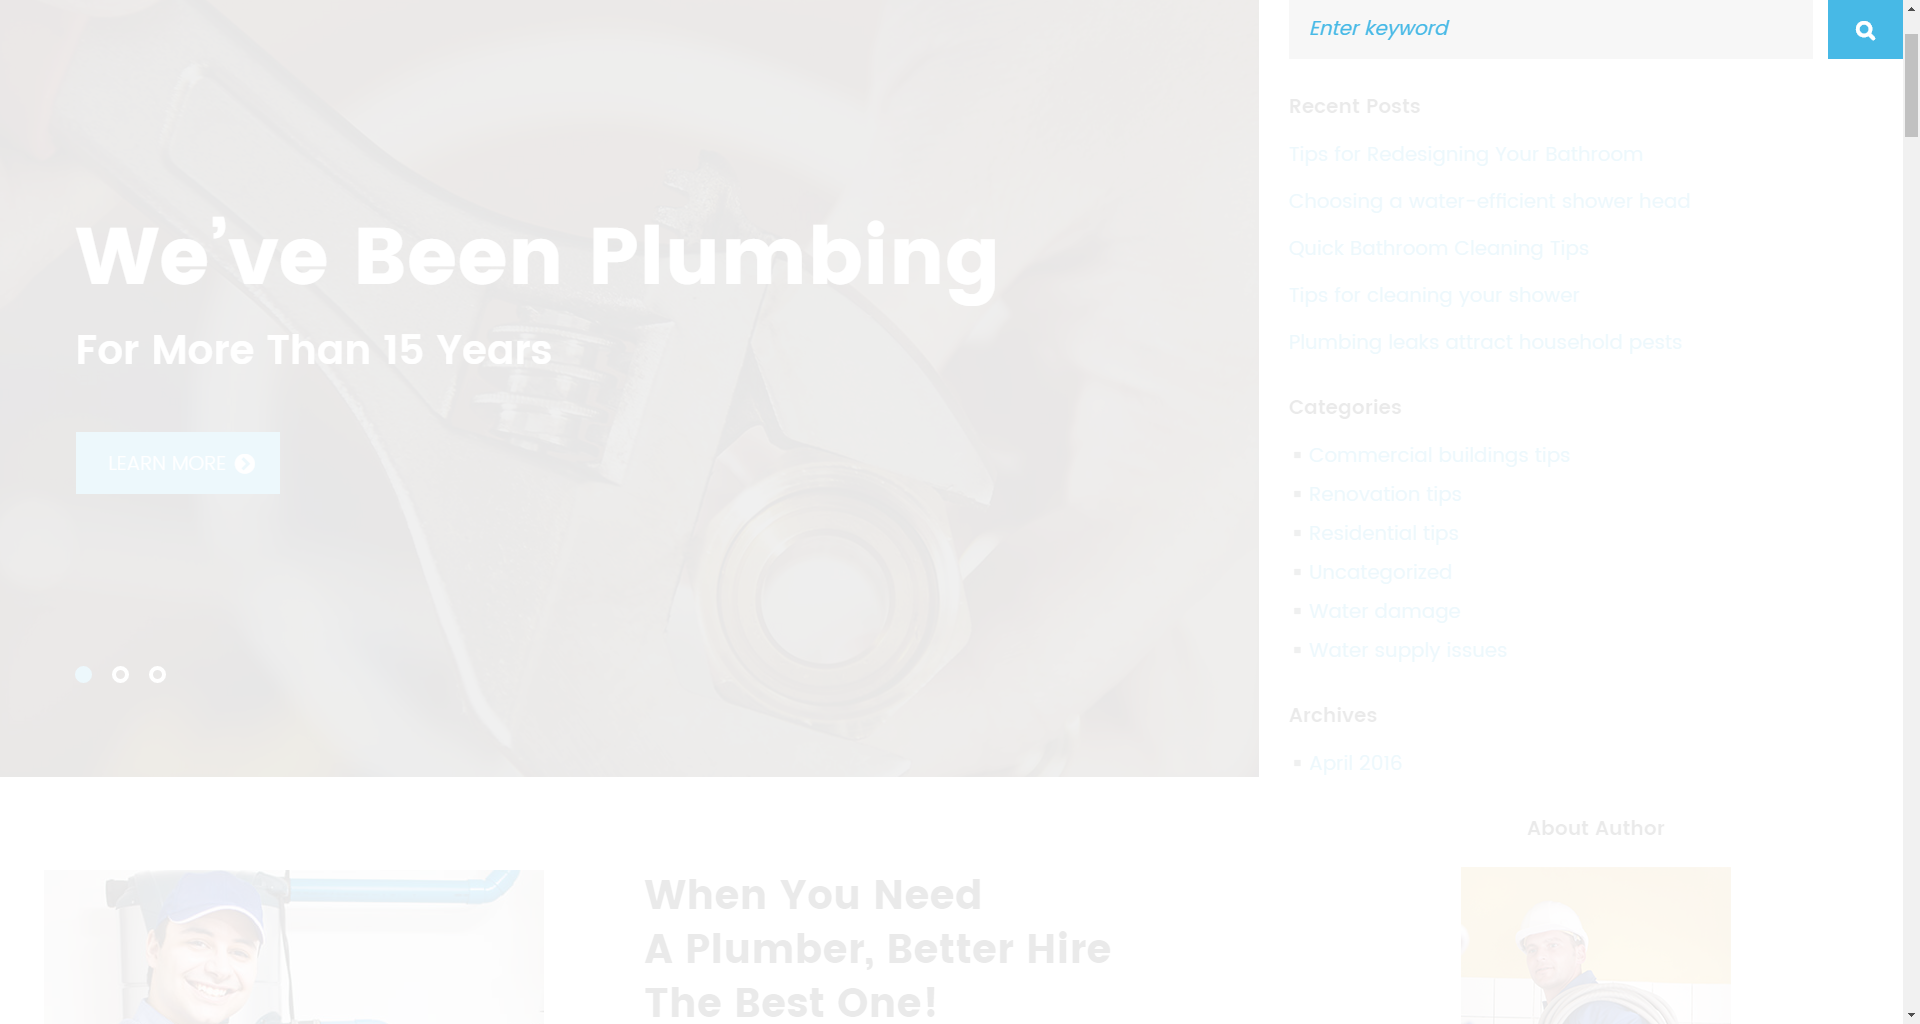 Enter keyword
We’ve Been Plumbing
For More Than 15 Years
LEARN MORE
When You Need
A Plumber, Better Hire
The Best One!
Recent Posts
Tips for Redesigning Your Bathroom
Choosing a water-efficient shower head
Quick Bathroom Cleaning Tips
Tips for cleaning your shower
Plumbing leaks attract household pests
Categories
Commercial buildings tips
Renovation tips
Residential tips
Uncategorized
Water damage
Water supply issues
Archives
April 2016
About Author